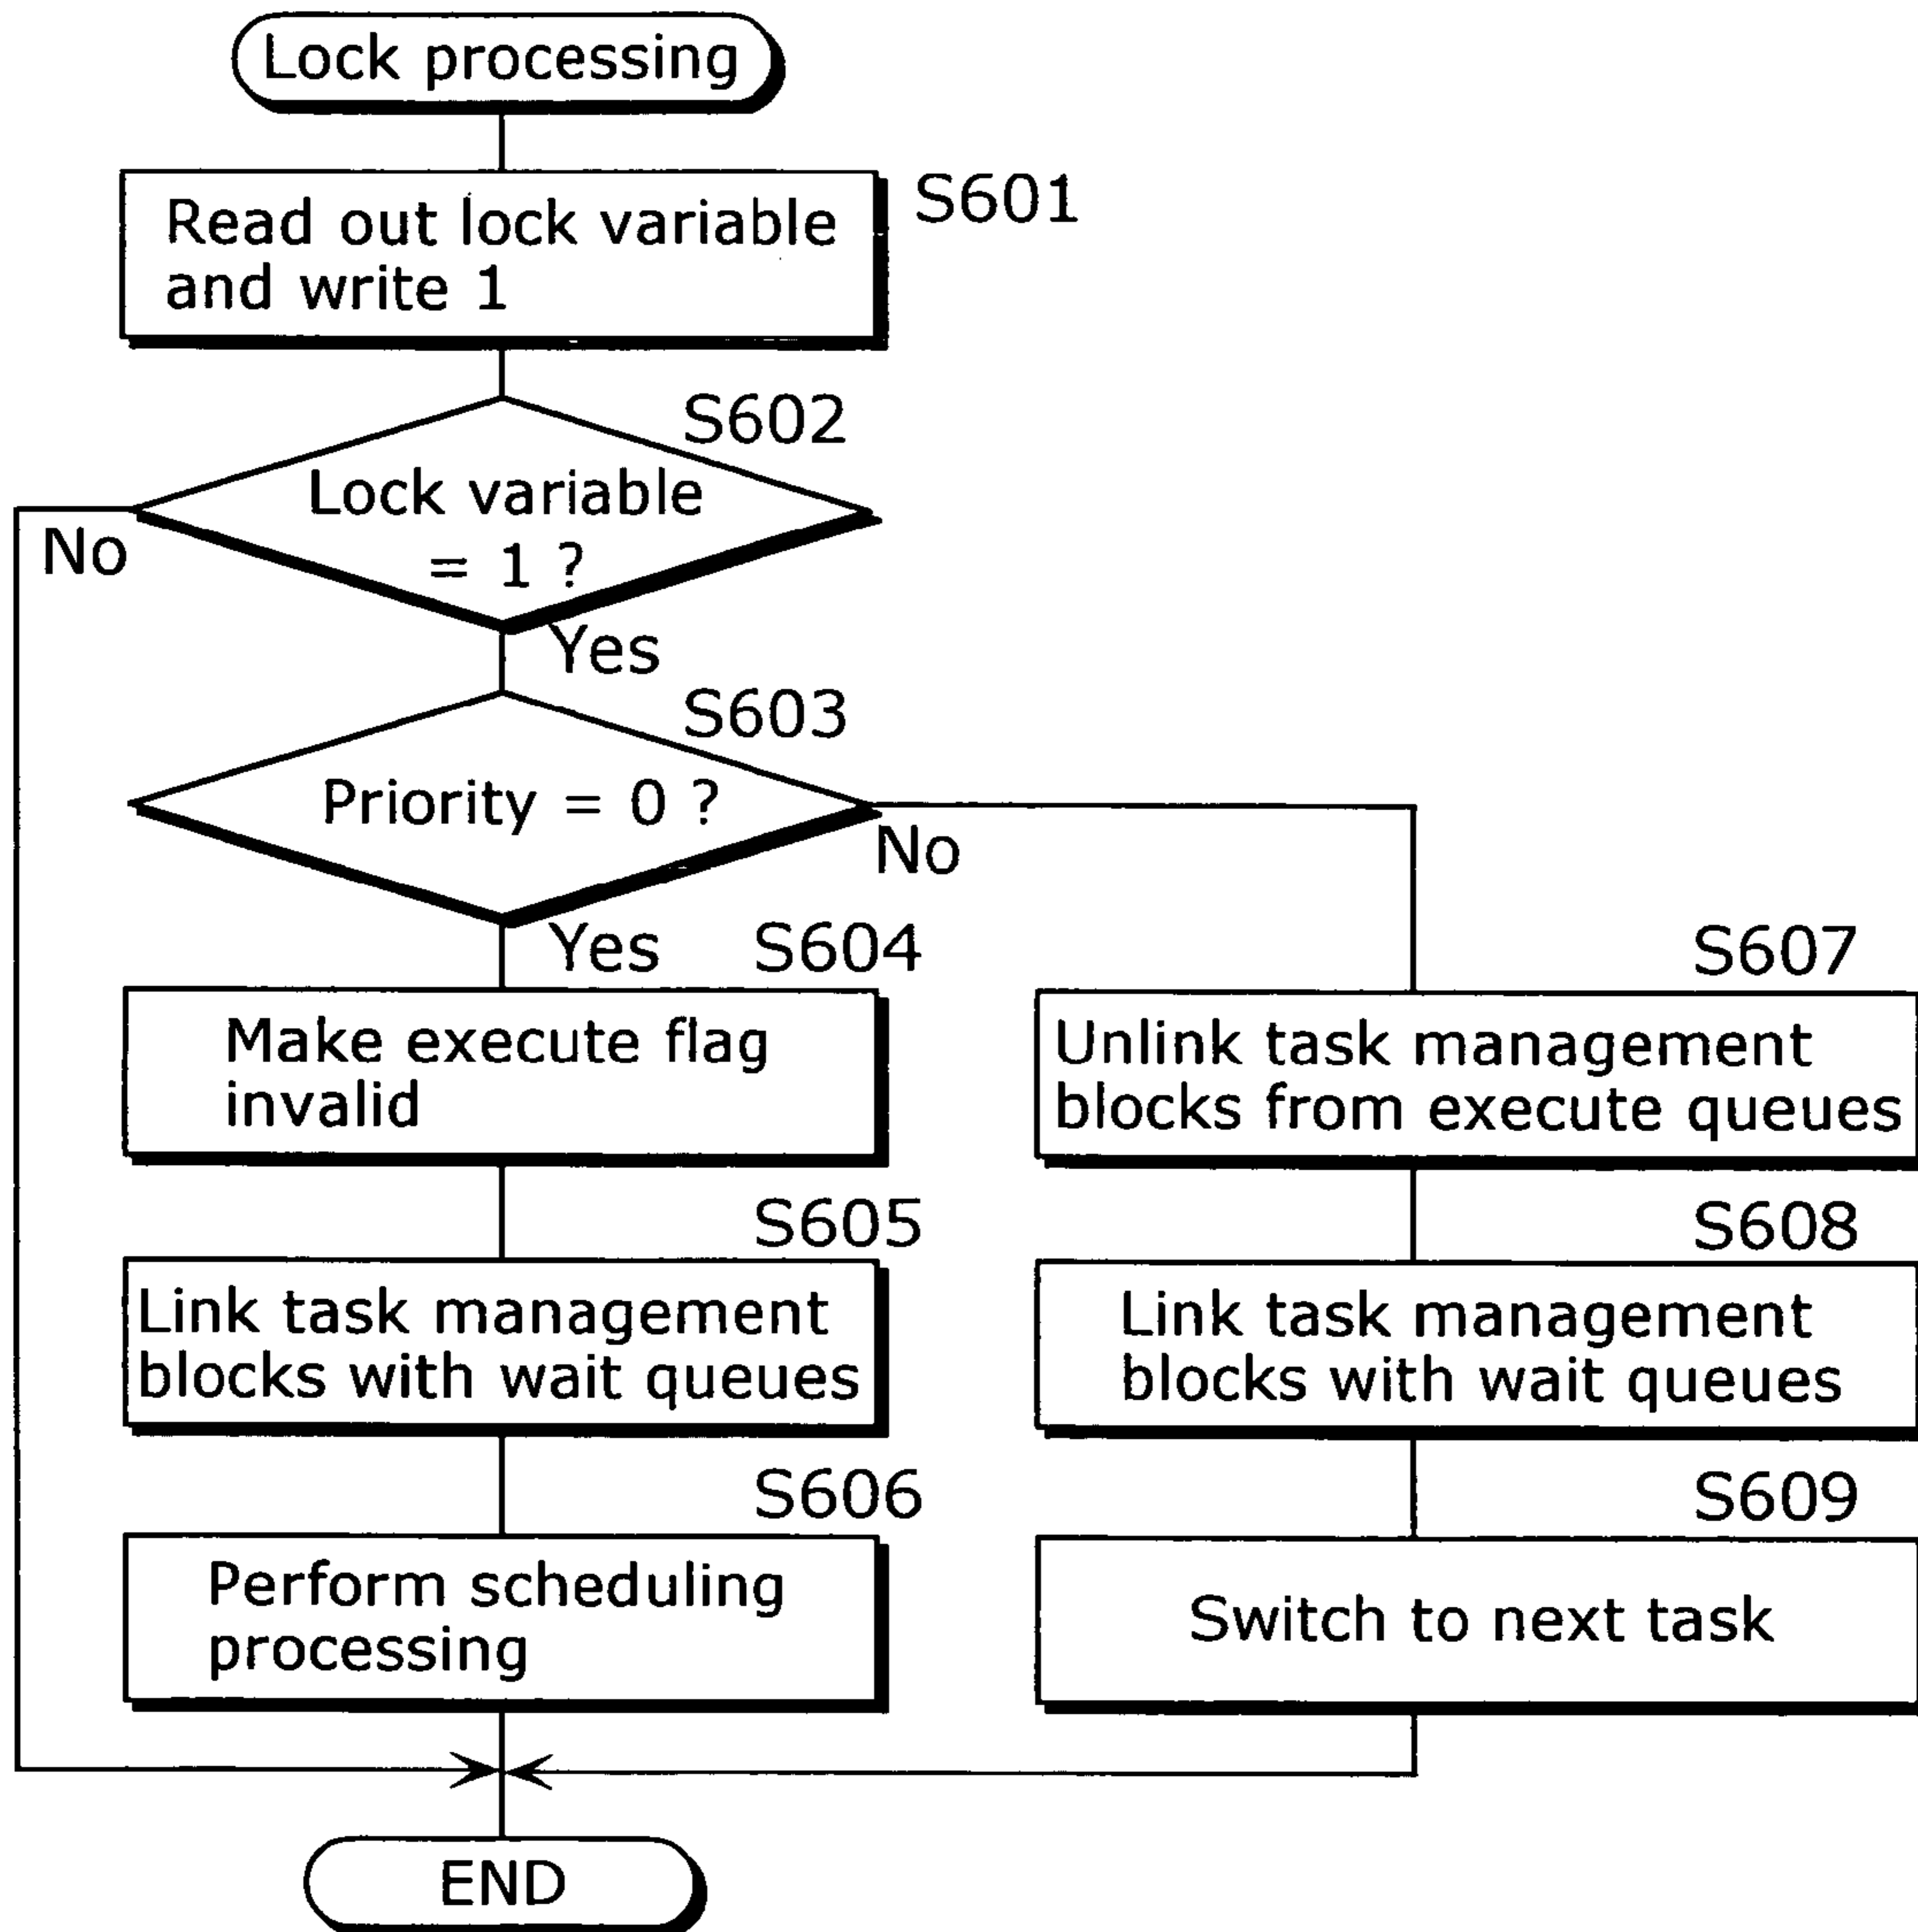 Lock processing
Read out lock variable
and write 1
S601
S602
Lock variable
= 1 ?
No
Yes
S603
Priority = 0 ?
No
Yes
S604
Make execute flag
invalid
S607
Unlink task management
blocks from execute queues
S605
Link task management
blocks with wait queues
S608
Link task management
blocks with wait queues
S606
Perform scheduling
processing
S609
Switch to next task
END